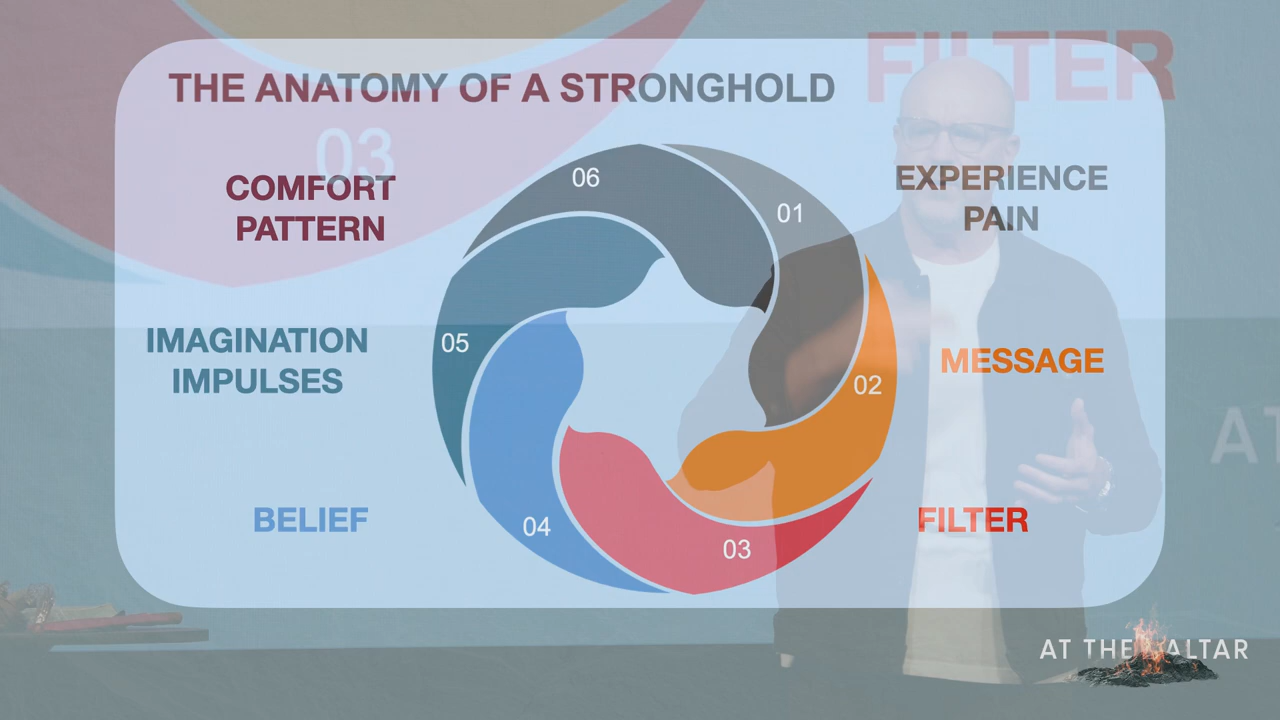 THE ANATOMY OF A STRONGHOLD
FILTER
03
COMFORT
PATTERN
06
01
EXPERIENCE
PAIN
IMAGINATION
IMPULSES
05
02
MESSAGE
AT
BELIEF
04
03
FILTER
AT THE ALTAR